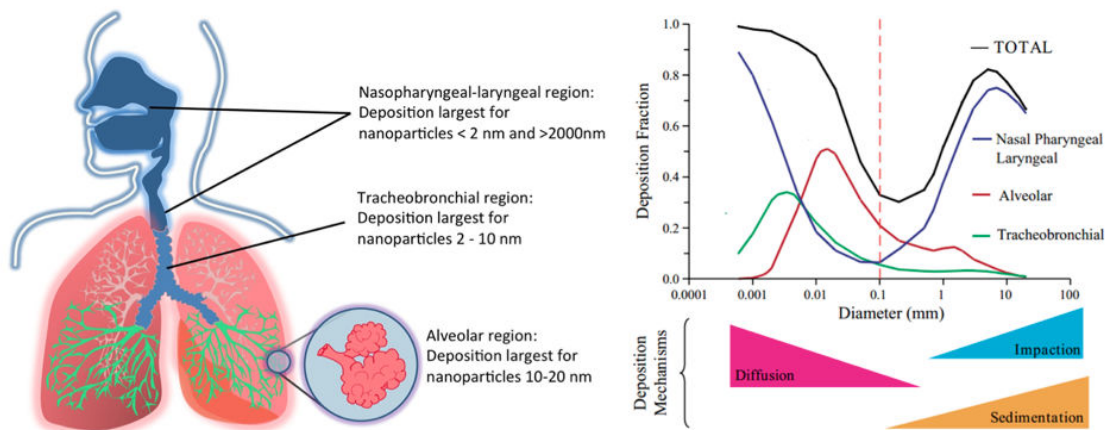 Nasopharyngeal-laryngeal region:
Deposition largest for
nanoparticles < 2 nm and >2000nm
Tracheobronchial region:
Deposition largest for
nanoparticles 2 - 10 nm
Alveolar region:
Deposition largest for
nanoparticles 10-20 nm
Deposition Fraction
1.0
0.8
0.6
0.4
0.2
0.0
0.0001
0.001
0.01
0.1
1
10
100
Diameter (mm)
TOTAL
Nasal Pharyngeal
Laryngeal
Alveolar
Tracheobronchial
Deposition
Mechanisms
Diffusion
Impaction
Sedimentation